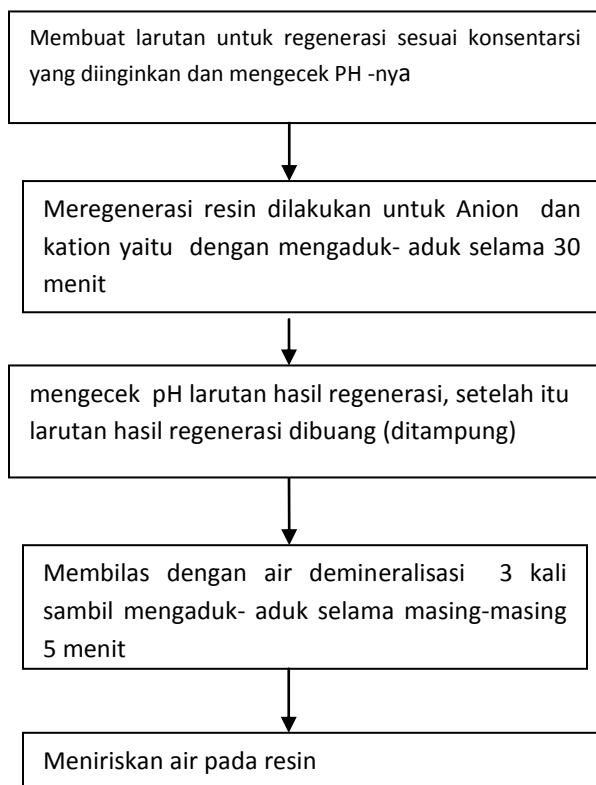 Membuat larutan untuk regenerasi sesuai konsentarsi
yang diinginkan dan mengecek PH -nya
Meregenerasi resin dilakukan untuk Anion dan
kation yaitu dengan mengaduk- aduk selama 30
menit
mengecek pH larutan hasil regenerasi, setelah itu
larutan hasil regenerasi dibuang (ditampung)
Membilas dengan air demineralisasi 3 kali
sambil mengaduk- aduk selama masing-masing
5 menit
Meniriskan air pada resin